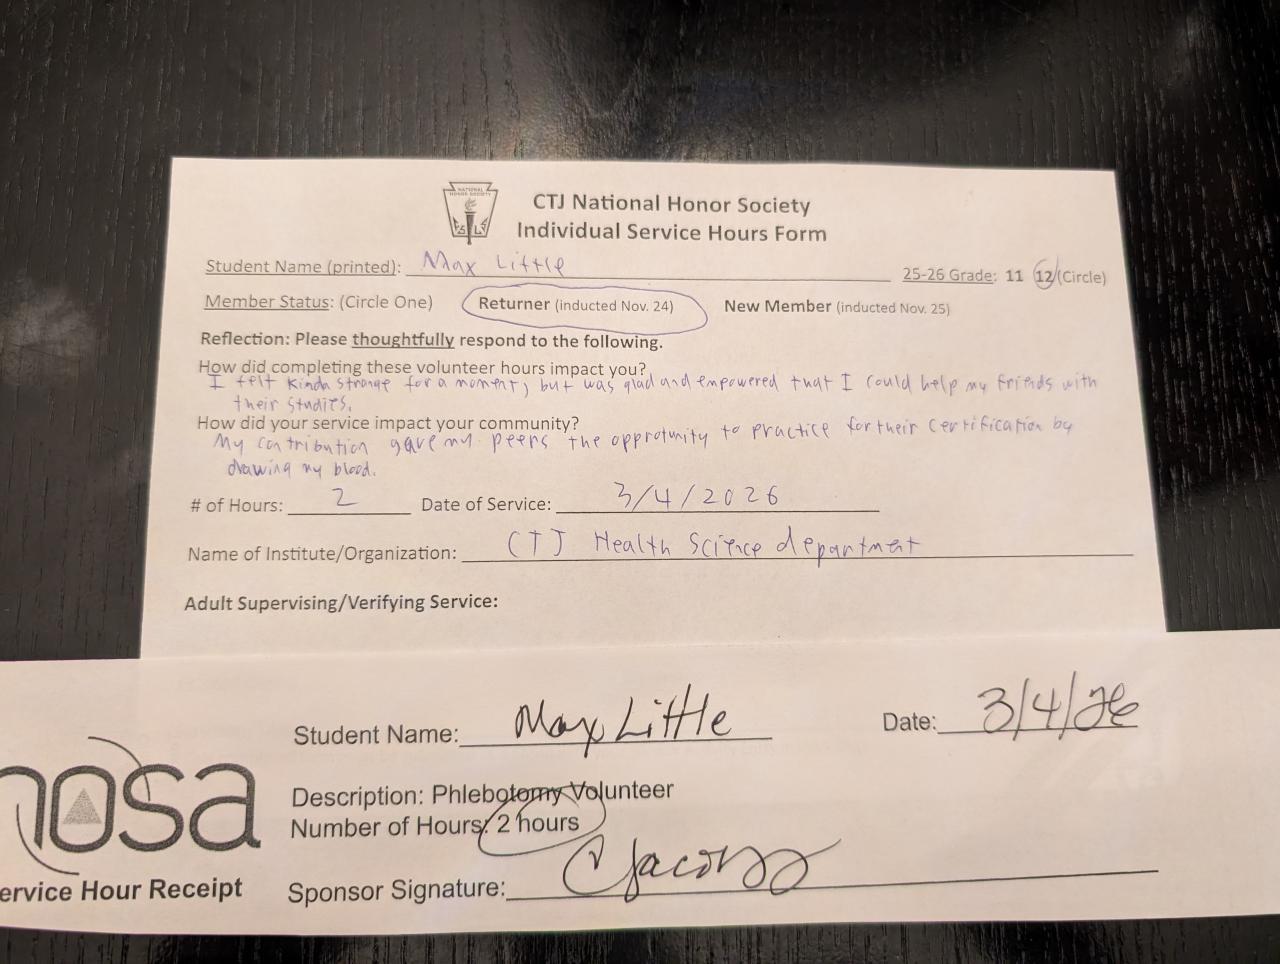 NATIONAL
HONOR SOCIETY
CTJ National Honor Society
Individual Service Hours Form
Student Name (printed): Max Little 25-26 Grade: 11 12 (Circle)
Member Status: (Circle One) Returner (inducted Nov. 24) New Member (inducted Nov. 25)
Reflection: Please thoughtfully respond to the following.
How did completing these volunteer hours impact you?
I felt kinda strange for a moment, but was glad and empowered that I could help my friends with
their studies.
How did your service impact your community?
My contribution gave my peers the opprotunity to practice for their certification by
drawing my blood.
# of Hours: 2 Date of Service: 3/4/2026
Name of Institute/Organization: CTJ Health Science department
Adult Supervising/Verifying Service:
Student Name: Max Little Date: 3/4/26
hosa
Description: Phlebotomy Volunteer
Number of Hours: 2 hours
ervice Hour Receipt
Sponsor Signature: C Jacobs